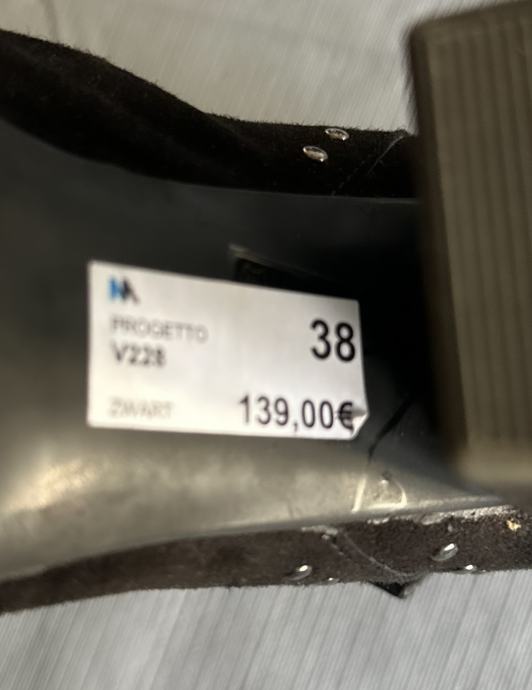 PROGETTO
V228
38
ZWART
139,00€